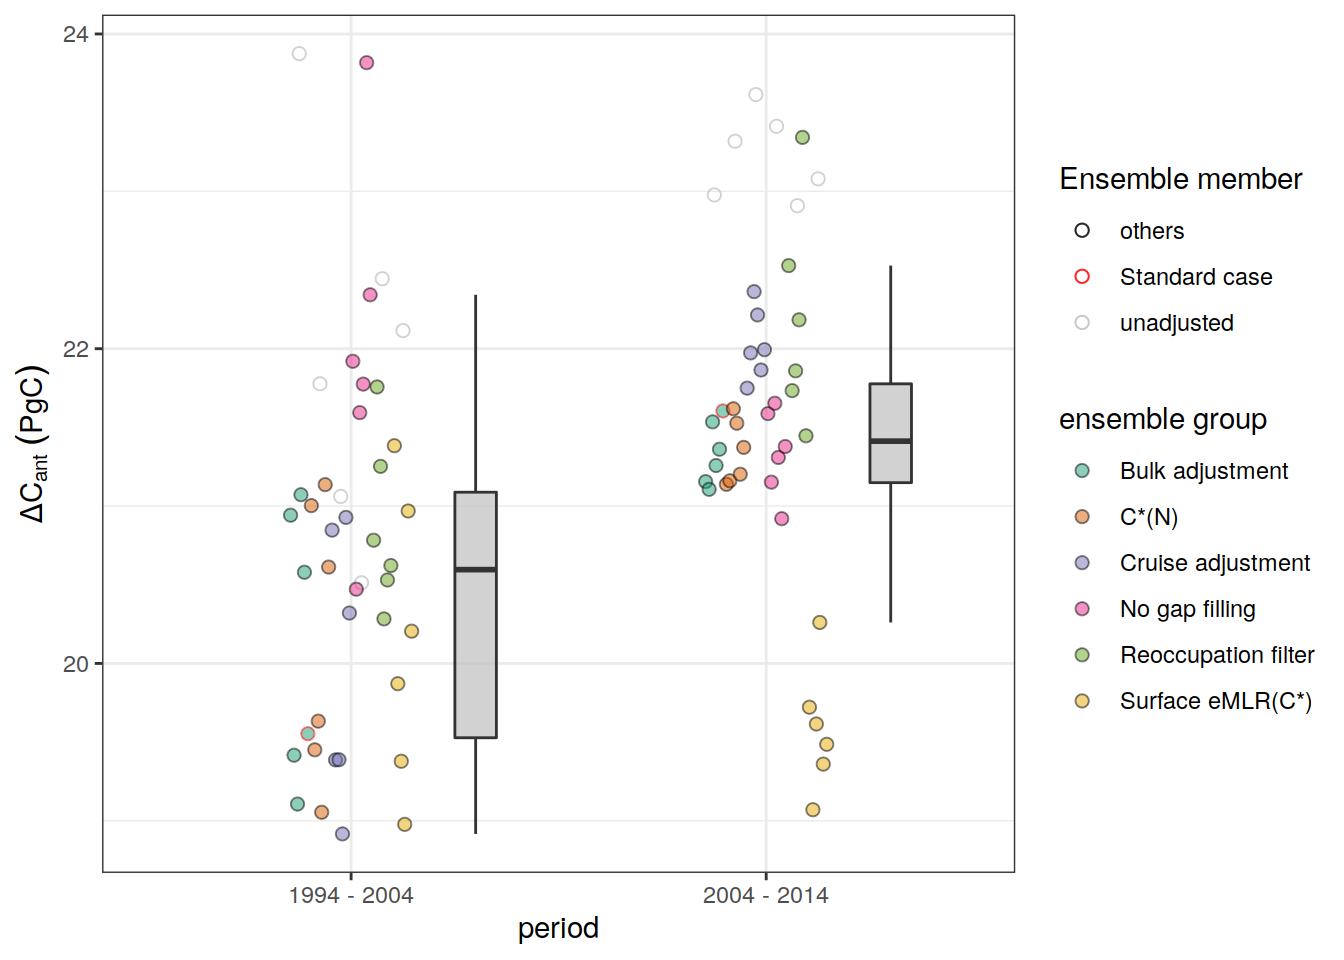 24
22
20
ΔCant (PgC)
1994 - 2004
2004 - 2014
period
Ensemble member
others
Standard case
unadjusted
ensemble group
Bulk adjustment
C*(N)
Cruise adjustment
No gap filling
Reoccupation filter
Surface eMLR(C*)